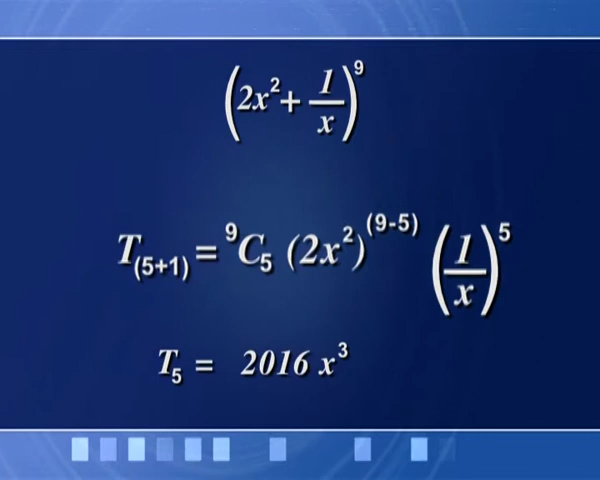 (2x² + 1/x)⁹
T₍₅₊₁₎ = ⁹C₅ (2x²)⁽⁹⁻⁵⁾ (1/x)⁵
T₅ = 2016 x³